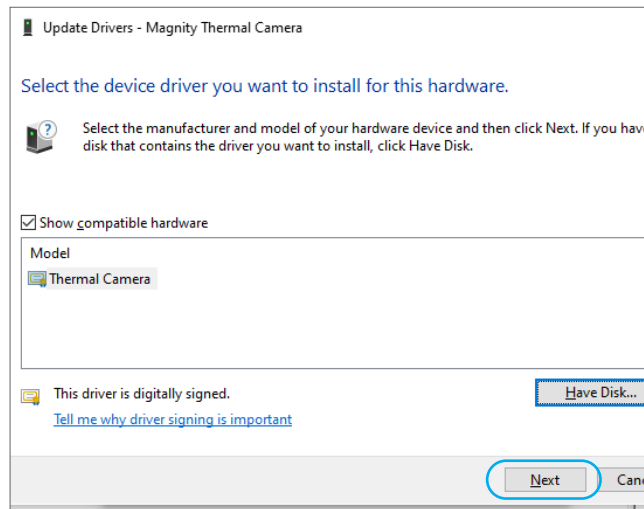 Update Drivers - Magnity Thermal Camera
Select the device driver you want to install for this hardware.
Select the manufacturer and model of your hardware device and then click Next. If you have
disk that contains the driver you want to install, click Have Disk.
Show compatible hardware
Model
Thermal Camera
This driver is digitally signed.
Have Disk...
Tell me why driver signing is important
Next
Canc